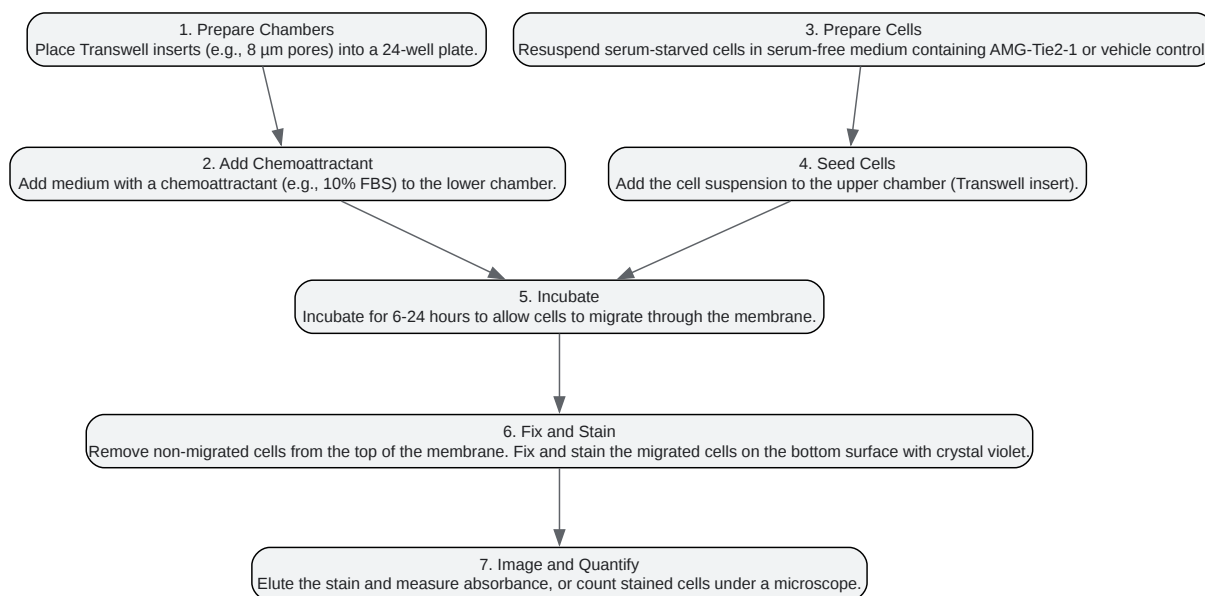 1. Prepare Chambers
Place Transwell inserts (e.g., 8 µm pores) into a 24-well plate.
3. Prepare Cells
Resuspend serum-starved cells in serum-free medium containing AMG-Tie2-1 or vehicle control
2. Add Chemoattractant
Add medium with a chemoattractant (e.g., 10% FBS) to the lower chamber.
4. Seed Cells
Add the cell suspension to the upper chamber (Transwell insert).
5. Incubate
Incubate for 6-24 hours to allow cells to migrate through the membrane.
6. Fix and Stain
Remove non-migrated cells from the top of the membrane. Fix and stain the migrated cells on the bottom surface with crystal violet.
7. Image and Quantify
Elute the stain and measure absorbance, or count stained cells under a microscope.